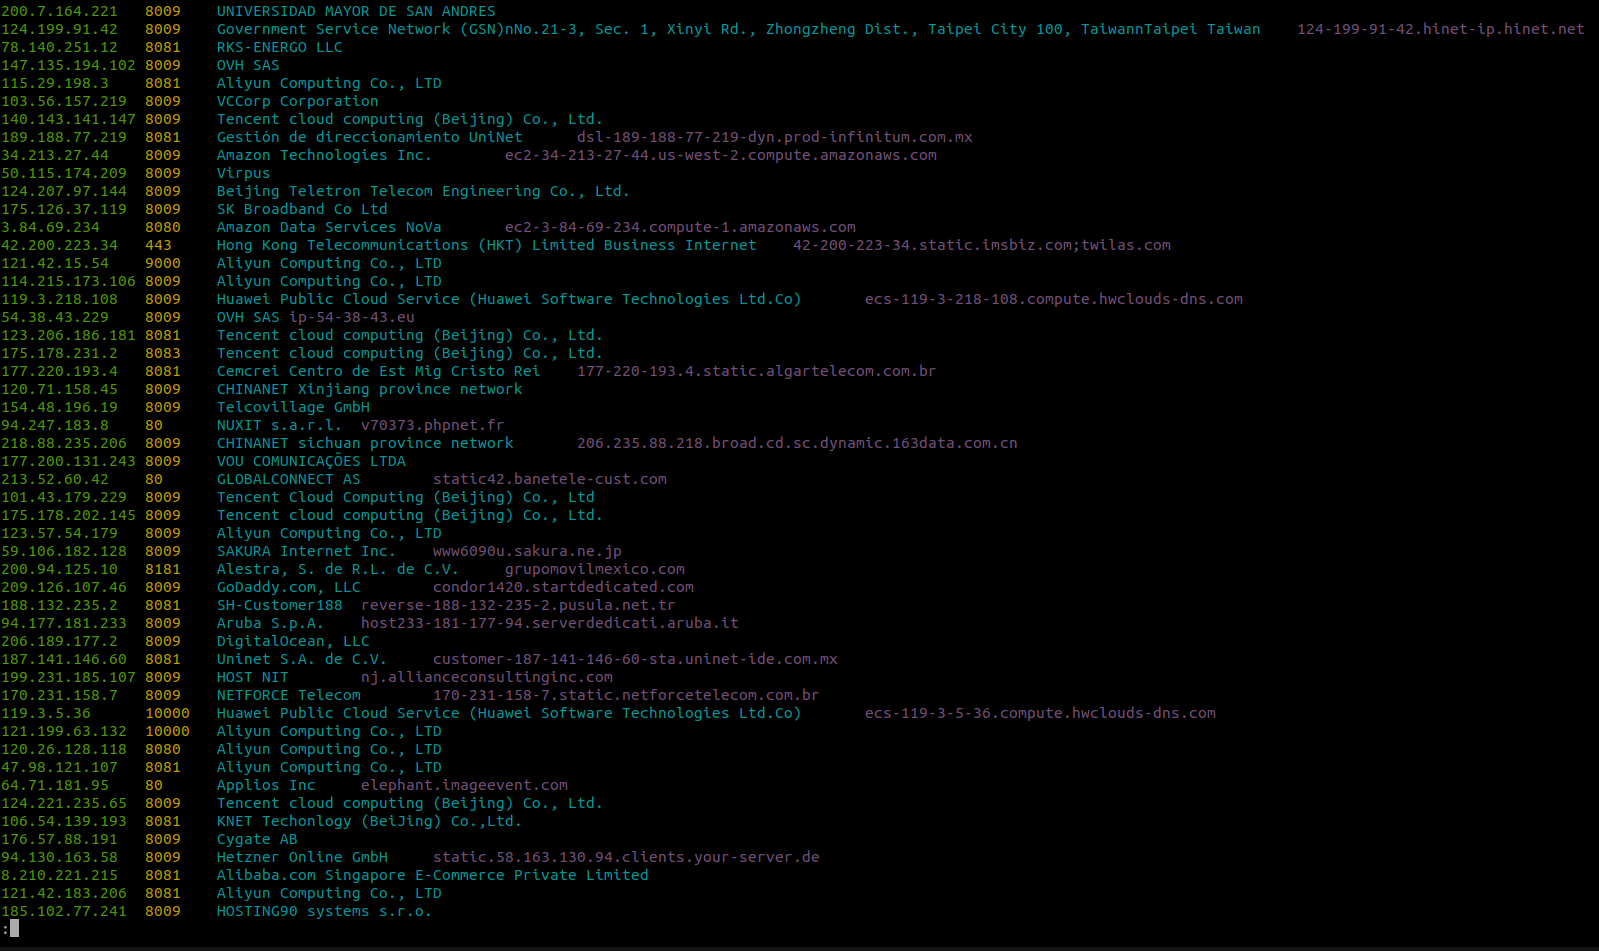 200.7.164.221 8009 UNIVERSIDAD MAYOR DE SAN ANDRES
124.199.91.42 8009 Government Service Network (GSN)nNo.21-3, Sec. 1, Xinyi Rd., Zhongzheng Dist., Taipei City 100, TaiwannTaipei Taiwan 124-199-91-42.hinet-ip.hinet.net
78.140.251.12 8081 RKS-ENERGO LLC
147.135.194.102 8009 OVH SAS
115.29.198.3 8081 Aliyun Computing Co., LTD
103.56.157.219 8009 VCCorp Corporation
140.143.141.147 8009 Tencent cloud computing (Beijing) Co., Ltd.
189.188.77.219 8081 Gestión de direccionamiento UniNet dsl-189-188-77-219-dyn.prod-infinitum.com.mx
34.213.27.44 8009 Amazon Technologies Inc. ec2-34-213-27-44.us-west-2.compute.amazonaws.com
50.115.174.209 8009 Virpus
124.207.97.144 8009 Beijing Teletron Telecom Engineering Co., Ltd.
175.126.37.119 8009 SK Broadband Co Ltd
3.84.69.234 8080 Amazon Data Services NoVa ec2-3-84-69-234.compute-1.amazonaws.com
42.200.223.34 443 Hong Kong Telecommunications (HKT) Limited Business Internet 42-200-223-34.static.imsbiz.com;twilas.com
121.42.15.54 9000 Aliyun Computing Co., LTD
114.215.173.106 8009 Aliyun Computing Co., LTD
119.3.218.108 8009 Huawei Public Cloud Service (Huawei Software Technologies Ltd.Co) ecs-119-3-218-108.compute.hwclouds-dns.com
54.38.43.229 8009 OVH SAS ip-54-38-43.eu
123.206.186.181 8081 Tencent cloud computing (Beijing) Co., Ltd.
175.178.231.2 8083 Tencent cloud computing (Beijing) Co., Ltd.
177.220.193.4 8081 Cemcrei Centro de Est Mig Cristo Rei 177-220-193.4.static.algartelecom.com.br
120.71.158.45 8009 CHINANET Xinjiang province network
154.48.196.19 8009 Telcovillage GmbH
94.247.183.8 80 NUXIT s.a.r.l. v70373.phpnet.fr
218.88.235.206 8009 CHINANET sichuan province network 206.235.88.218.broad.cd.sc.dynamic.163data.com.cn
177.200.131.243 8009 VOU COMUNICAÇÕES LTDA
213.52.60.42 80 GLOBALCONNECT AS static42.banetele-cust.com
101.43.179.229 8009 Tencent Cloud Computing (Beijing) Co., Ltd
175.178.202.145 8009 Tencent cloud computing (Beijing) Co., Ltd.
123.57.54.179 8009 Aliyun Computing Co., LTD
59.106.182.128 8009 SAKURA Internet Inc. www6090u.sakura.ne.jp
200.94.125.10 8181 Alestra, S. de R.L. de C.V. grupomovilmexico.com
209.126.107.46 8009 GoDaddy.com, LLC condor1420.startdedicated.com
188.132.235.2 8081 SH-Customer188 reverse-188-132-235-2.pusula.net.tr
94.177.181.233 8009 Aruba S.p.A. host233-181-177-94.serverdedicati.aruba.it
206.189.177.2 8009 DigitalOcean, LLC
187.141.146.60 8081 Uninet S.A. de C.V. customer-187-141-146-60-sta.uninet-ide.com.mx
199.231.185.107 8009 HOST NIT nj.allianceconsultinginc.com
170.231.158.7 8009 NETFORCE Telecom 170-231-158-7.static.netforcetelecom.com.br
119.3.5.36 10000 Huawei Public Cloud Service (Huawei Software Technologies Ltd.Co) ecs-119-3-5-36.compute.hwclouds-dns.com
121.199.63.132 10000 Aliyun Computing Co., LTD
120.26.128.118 8080 Aliyun Computing Co., LTD
47.98.121.107 8081 Aliyun Computing Co., LTD
64.71.181.95 80 Applios Inc elephant.imageevent.com
124.221.235.65 8009 Tencent cloud computing (Beijing) Co., Ltd.
106.54.139.193 8081 KNET Techonlogy (BeiJing) Co.,Ltd.
176.57.88.191 8009 Cygate AB
94.130.163.58 8009 Hetzner Online GmbH static.58.163.130.94.clients.your-server.de
8.210.221.215 8081 Alibaba.com Singapore E-Commerce Private Limited
121.42.183.206 8081 Aliyun Computing Co., LTD
185.102.77.241 8009 HOSTING90 systems s.r.o.
: